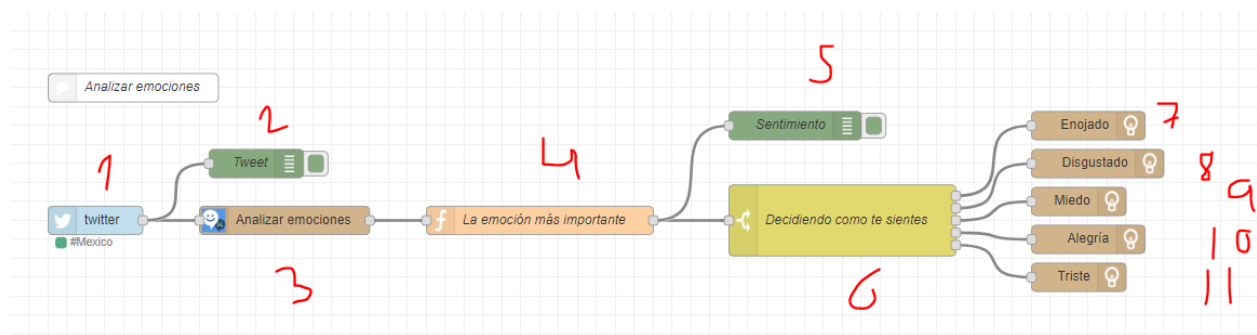 Analizar emociones
5
2
Sentimiento
Enojado
7
1
Tweet
4
Disgustado
8
twitter
Analizar emociones
La emoción más importante
Decidiendo como te sientes
Miedo
9
#Mexico
Alegría
10
3
6
Triste
11